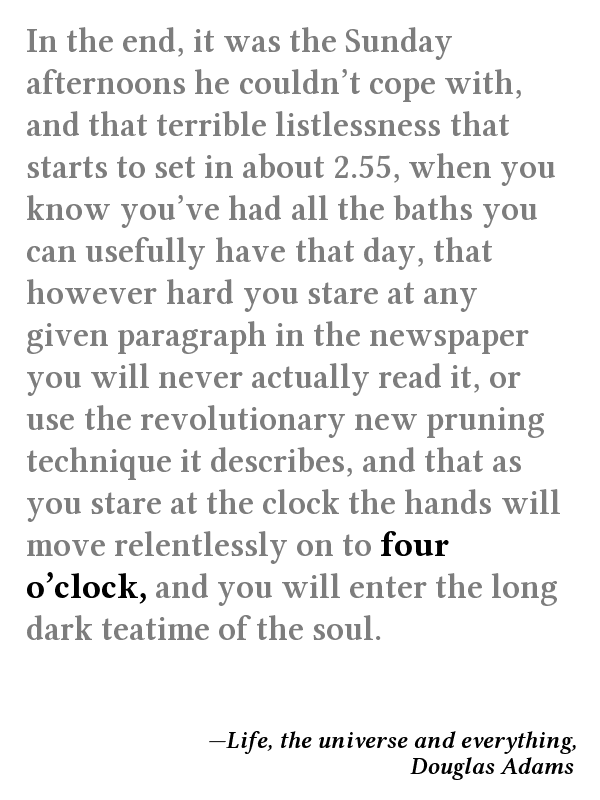 In the end, it was the Sunday
afternoons he couldn’t cope with,
and that terrible listlessness that
starts to set in about 2.55, when you
know you’ve had all the baths you
can usefully have that day, that
however hard you stare at any
given paragraph in the newspaper
you will never actually read it, or
use the revolutionary new pruning
technique it describes, and that as
you stare at the clock the hands will
move relentlessly on to four
o’clock, and you will enter the long
dark teatime of the soul.
—Life, the universe and everything,
Douglas Adams